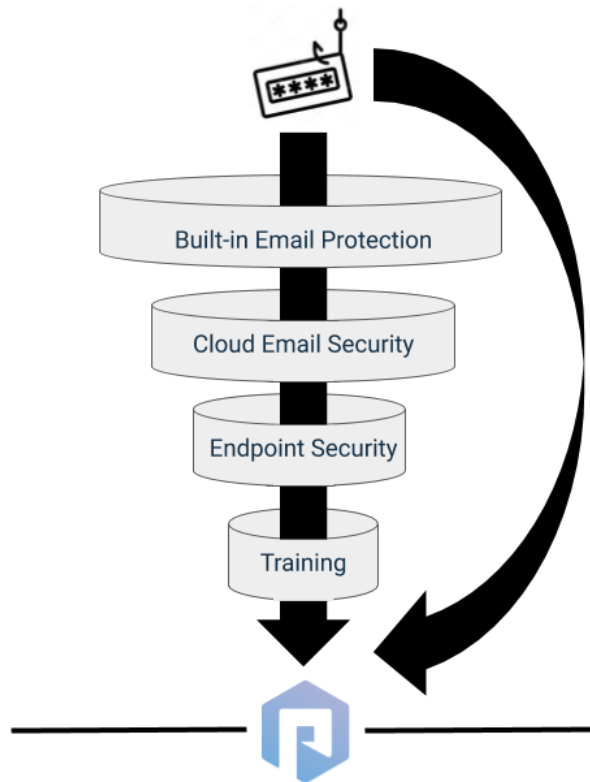 ****
Built-in Email Protection
Cloud Email Security
Endpoint Security
Training